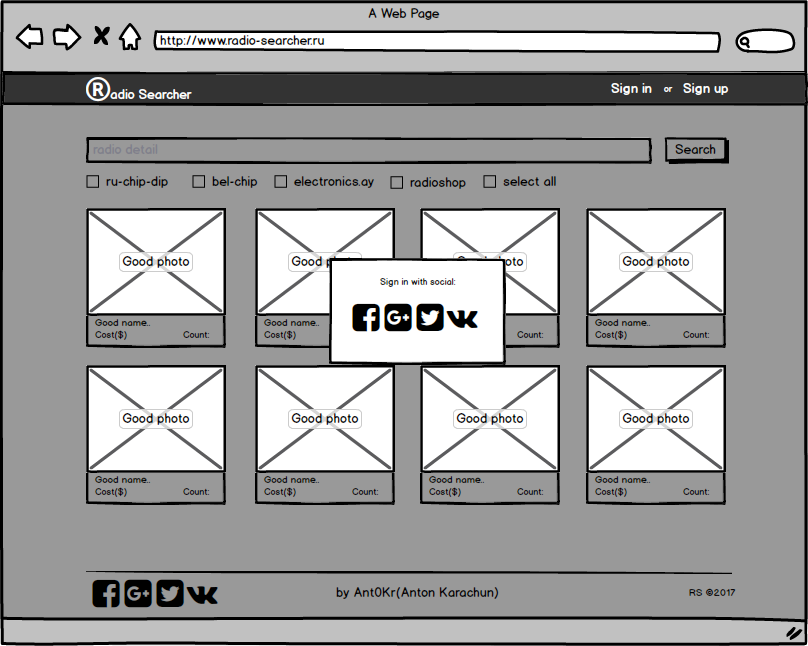 A Web Page
http://www.radio-searcher.ru
Radio Searcher
Sign in or Sign up
radio detail
Search
ru-chip-dip bel-chip electronics.ay radioshop select all
Good photo Good photo Good photo Good photo
Sign in with social:
Good name.. Good name.. Good name..
Cost($) Count: Cost($) Count: Cost($) Count:
Good photo Good photo Good photo Good photo
Good name.. Good name.. Good name.. Good name..
Cost($) Count: Cost($) Count: Cost($) Count: Cost($) Count:
by Ant0Kr(Anton Karachun)
RS ©2017